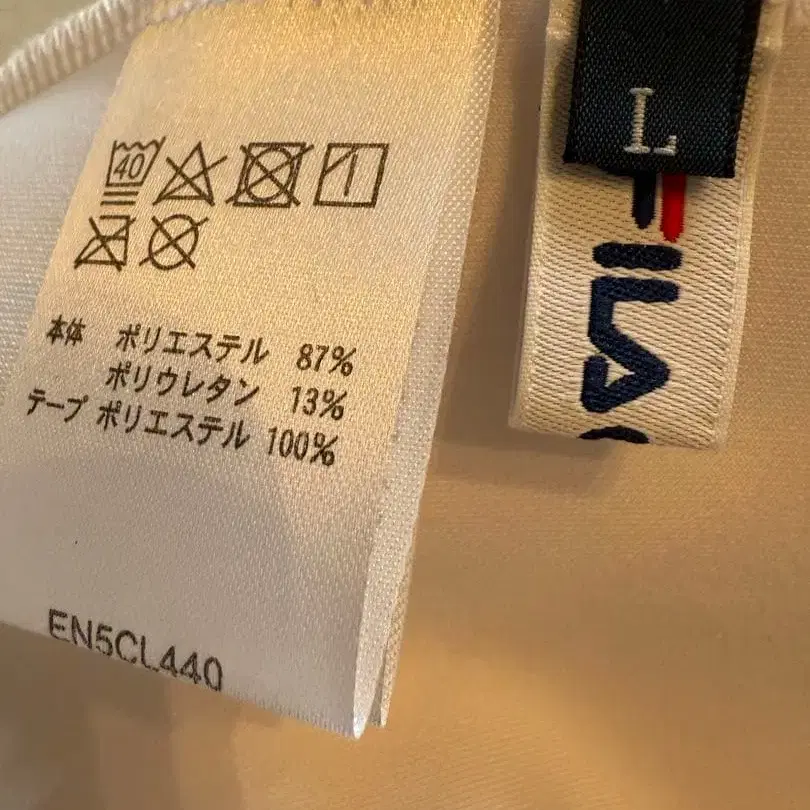 40
本体 ポリエステル 87%
ポリウレタン 13%
テープ ポリエステル 100%
EN5CL440
L
FILA